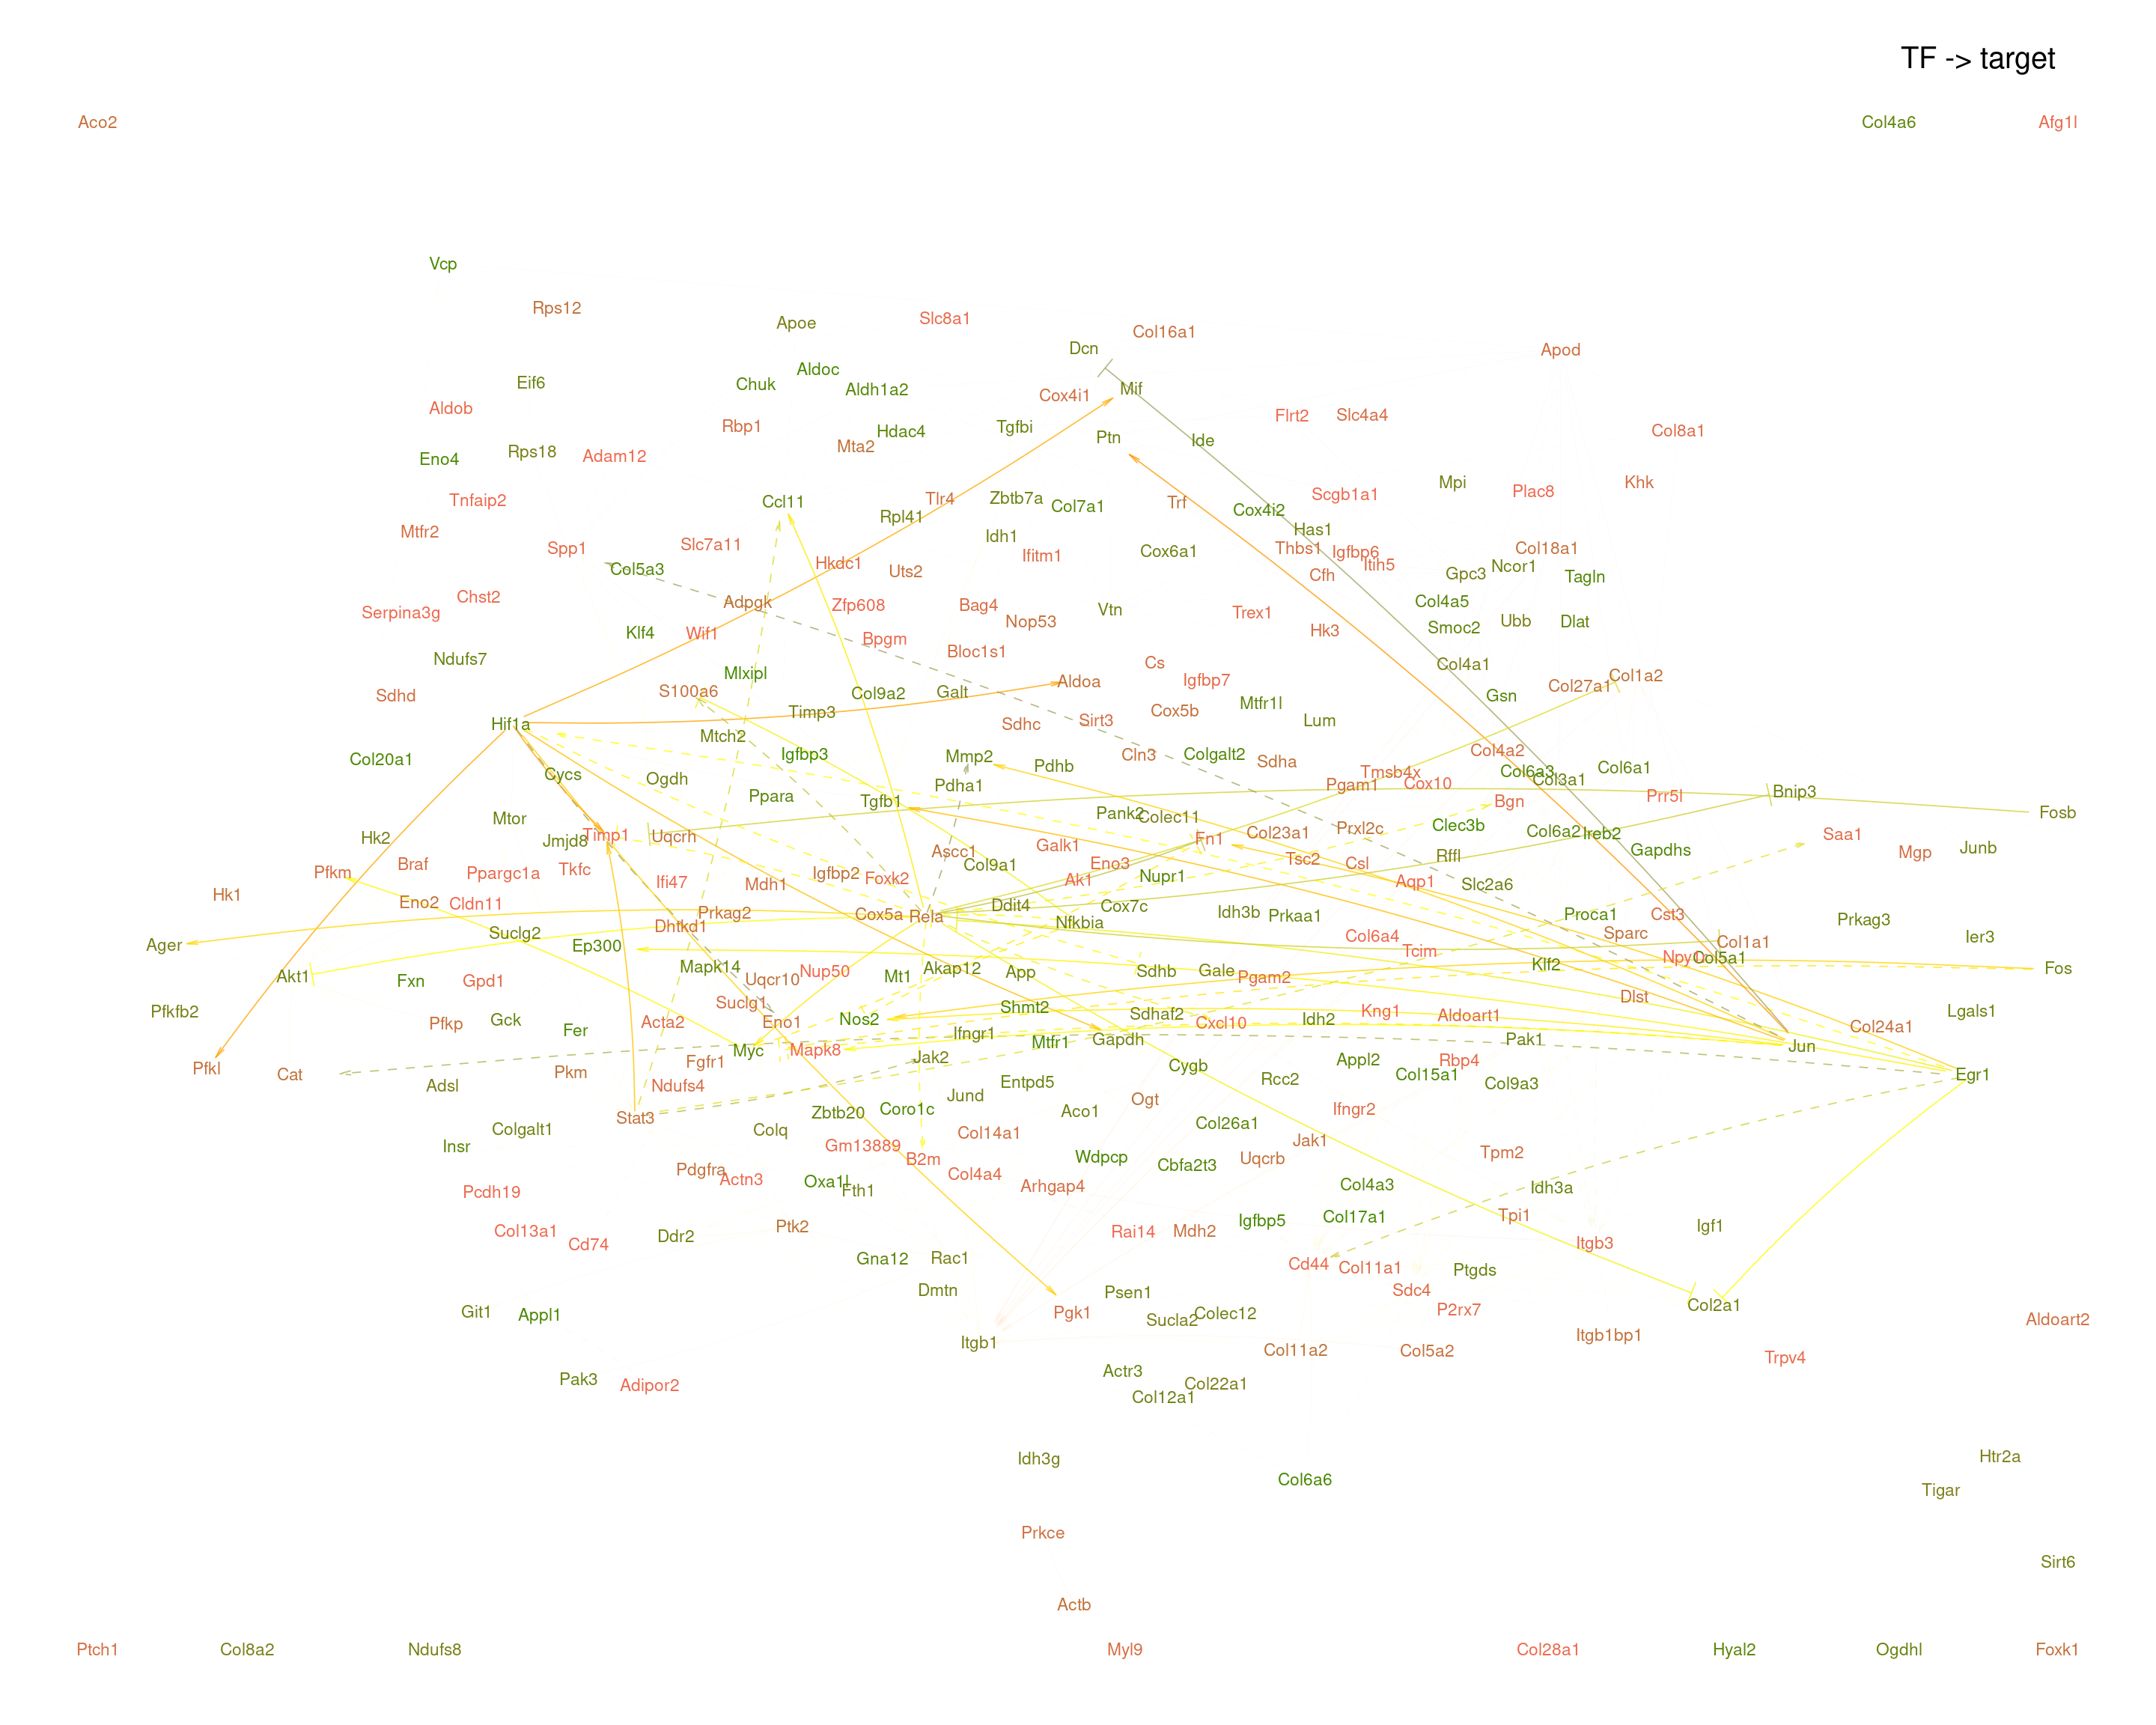 TF -> target
Aco2
Col4a6
Afg1l
Vcp
Rps12
Apoe
Slc8a1
Col16a1
Dcn
Apod
Aldoc
Eif6
Chuk
Aldh1a2
Mif
Cox4i1
Aldob
Flrt2
Slc4a4
Rbp1
Tgfbi
Hdac4
Col8a1
Ptn
Ide
Mta2
Rps18
Adam12
Eno4
Mpi
Khk
Plac8
Scgb1a1
Tnfaip2
Tlr4
Zbtb7a
Ccl11
Trf
Col7a1
Cox4i2
Rpl41
Has1
Mtfr2
Idh1
Slc7a11
Spp1
Thbs1
Col18a1
Cox6a1
Igfbp6
Ifitm1
Hkdc1
Itih5
Ncor1
Col5a3
Uts2
Gpc3
Cfh
Tagln
Chst2
Adpgk
Col4a5
Zfp608
Bag4
Vtn
Serpina3g
Trex1
Nop53
Ubb
Dlat
Smoc2
Hk3
Klf4
Wif1
Bpgm
Bloc1s1
Ndufs7
Cs
Col4a1
Mlxipl
Col1a2
Igfbp7
Aldoa
Col27a1
S100a6
Galt
Col9a2
Sdhd
Gsn
Mtfr1l
Cox5b
Timp3
Sirt3
Lum
Hif1a
Sdhc
Mtch2
Col4a2
Igfbp3
Colgalt2
Cln3
Mmp2
Col20a1
Sdha
Pdhb
Col6a1
Col6a3
Tmsb4x
Cycs
Ogdh
Col3a1
Cox10
Pgam1
Pdha1
Bnip3
Ppara
Prr5l
Tgfb1
Bgn
Fosb
Pank2
Colec11
Mtor
Clec3b
Prxl2c
Col6a2
Col23a1
Ireb2
Saa1
Timp1
Uqcrh
Hk2
Fn1
Jmjd8
Galk1
Junb
Gapdhs
Ascc1
Mgp
Rffl
Tsc2
Csl
Eno3
Braf
Col9a1
Tkfc
Pfkm
Ppargc1a
Igfbp2
Nupr1
Foxk2
Ak1
Aqp1
Ifi47
Mdh1
Slc2a6
Hk1
Eno2
Cldn11
Ddit4
Cox7c
Prkag2
Idh3b
Cox5a
Rela
Prkaa1
Proca1
Cst3
Prkag3
Nfkbia
Dhtkd1
Suclg2
Sparc
Col6a4
Ier3
Col1a1
Ager
Ep300
Tcim
Npy1r
Col5a1
Klf2
Mapk14
Akap12
Fos
App
Sdhb
Gale
Nup50
Akt1
Mt1
Pgam2
Uqcr10
Fxn
Gpd1
Dlst
Suclg1
Shmt2
Pfkfb2
Kng1
Lgals1
Sdhaf2
Aldoart1
Nos2
Gck
Idh2
Acta2
Eno1
Cxcl10
Pfkp
Col24a1
Fer
Ifngr1
Gapdh
Pak1
Mtfr1
Jun
Myc
Mapk8
Jak2
Appl2
Rbp4
Fgfr1
Cygb
Pfkl
Pkm
Cat
Col15a1
Egr1
Rcc2
Entpd5
Col9a3
Adsl
Ndufs4
Jund
Ogt
Coro1c
Ifngr2
Aco1
Zbtb20
Stat3
Col26a1
Colgalt1
Colq
Col14a1
Jak1
Insr
Gm13889
Tpm2
Wdpcp
Uqcrb
B2m
Cbfa2t3
Pdgfra
Col4a4
Actn3
Oxa1l
Col4a3
Arhgap4
Idh3a
Fth1
Pcdh19
Tpi1
Col17a1
Igfbp5
Igf1
Ptk2
Col13a1
Rai14
Mdh2
Ddr2
Itgb3
Cd74
Rac1
Gna12
Cd44
Col11a1
Ptgds
Dmtn
Sdc4
Psen1
Col2a1
P2rx7
Git1
Pgk1
Colec12
Appl1
Sucla2
Aldoart2
Itgb1bp1
Itgb1
Col11a2
Col5a2
Trpv4
Actr3
Pak3
Adipor2
Col22a1
Col12a1
Htr2a
Idh3g
Col6a6
Tigar
Prkce
Sirt6
Actb
Ptch1
Col8a2
Ndufs8
Myl9
Col28a1
Hyal2
Ogdhl
Foxk1